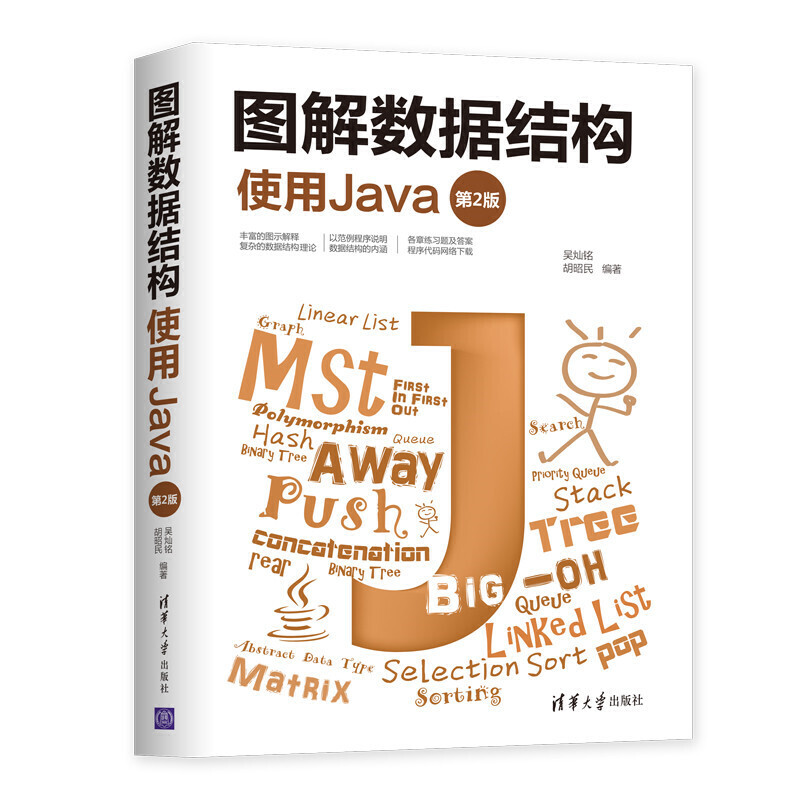 图解数据结构
使用Java 第2版
丰富的图示解释
复杂的数据结构理论
以范例程序说明
数据结构的内涵
各章练习题及答案
程序代码网络下载
吴灿铭
胡昭民 编著
Linear List
Graph
MST
First
In First
Out
Polymorphism
Hash
Queue
Binary Tree
AWAY
Push
concatenation
rear
Binary Tree
Search
Priority Queue
Stack
Tree
BIG-OH
Queue
Linked List
POP
Abstract Data Type
Matrix
Selection Sort
Sorting
J
清华大学出版社
图解数据结构 使用Java 第2版
吴灿铭
胡昭民 编著
清华大学出版社